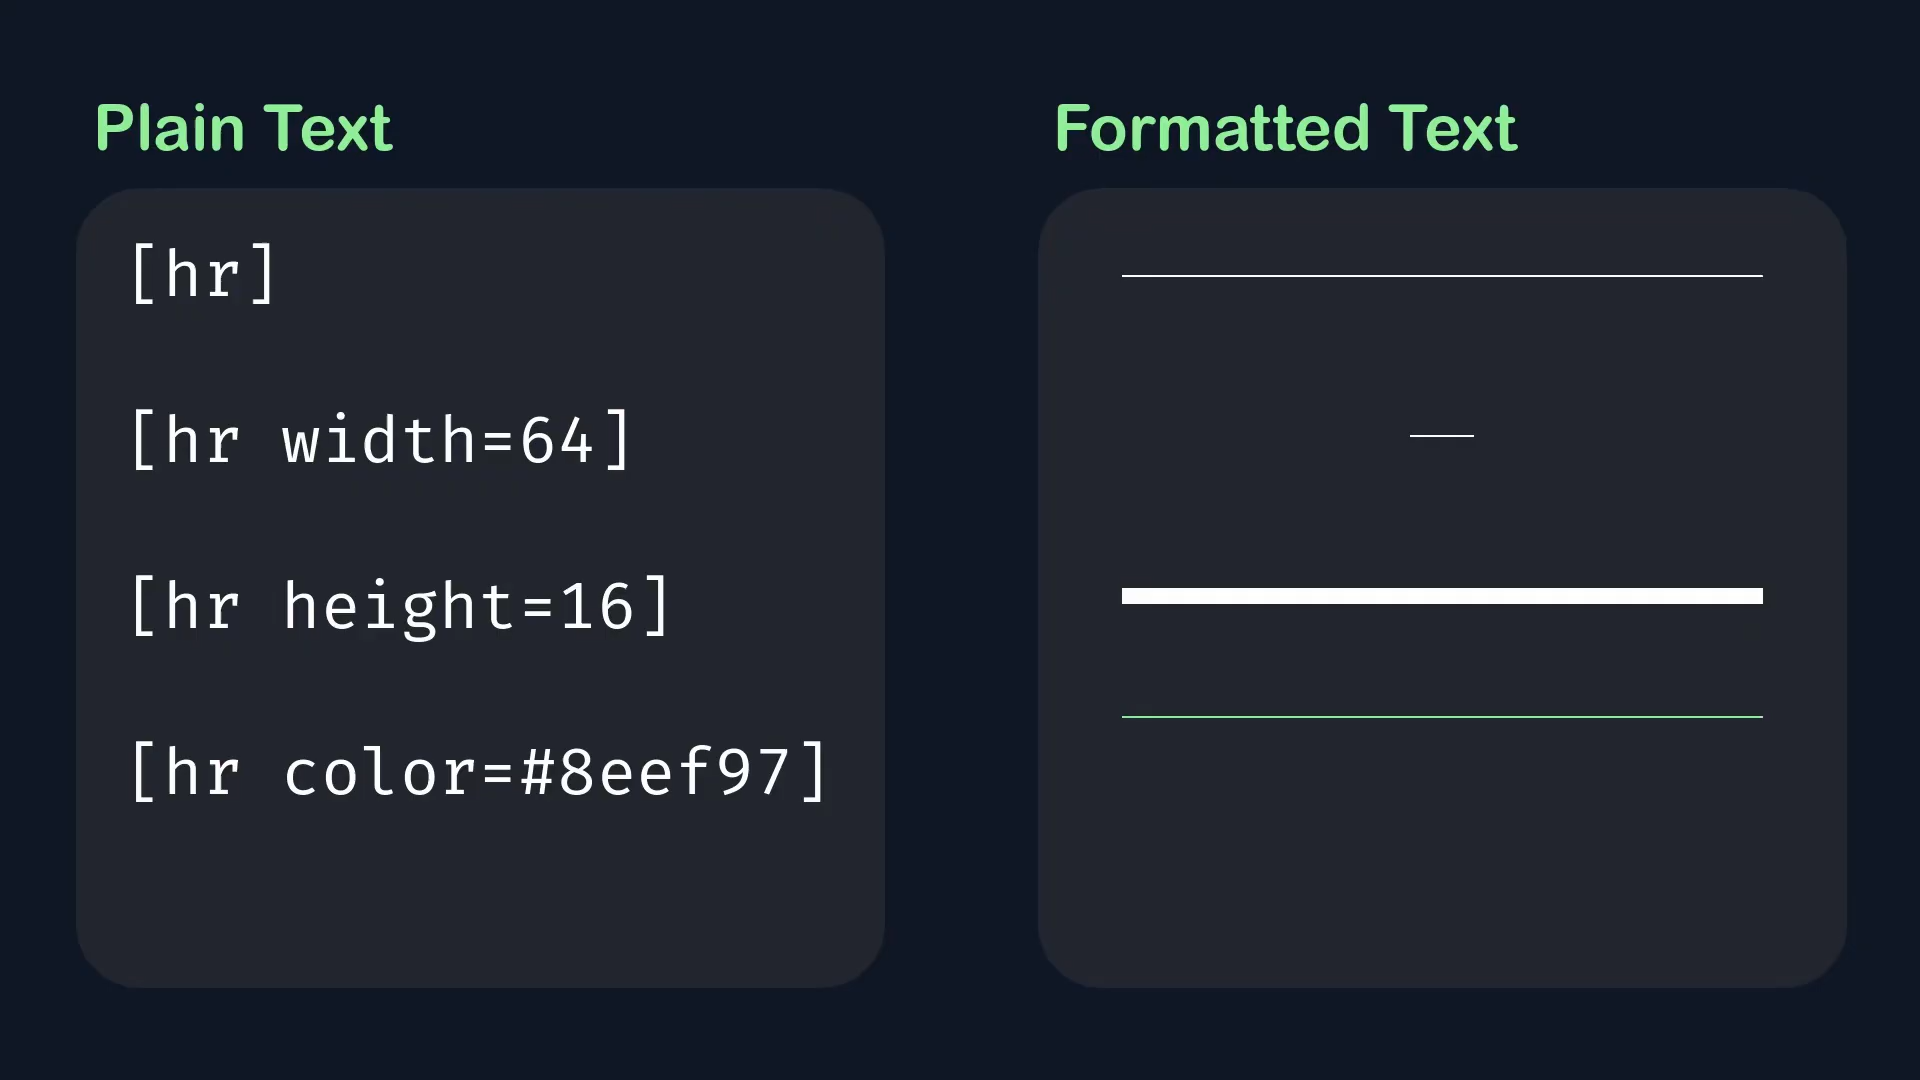 Plain Text
[hr]
[hr width=64]
[hr height=16]
[hr color=#8eef97]
Formatted Text